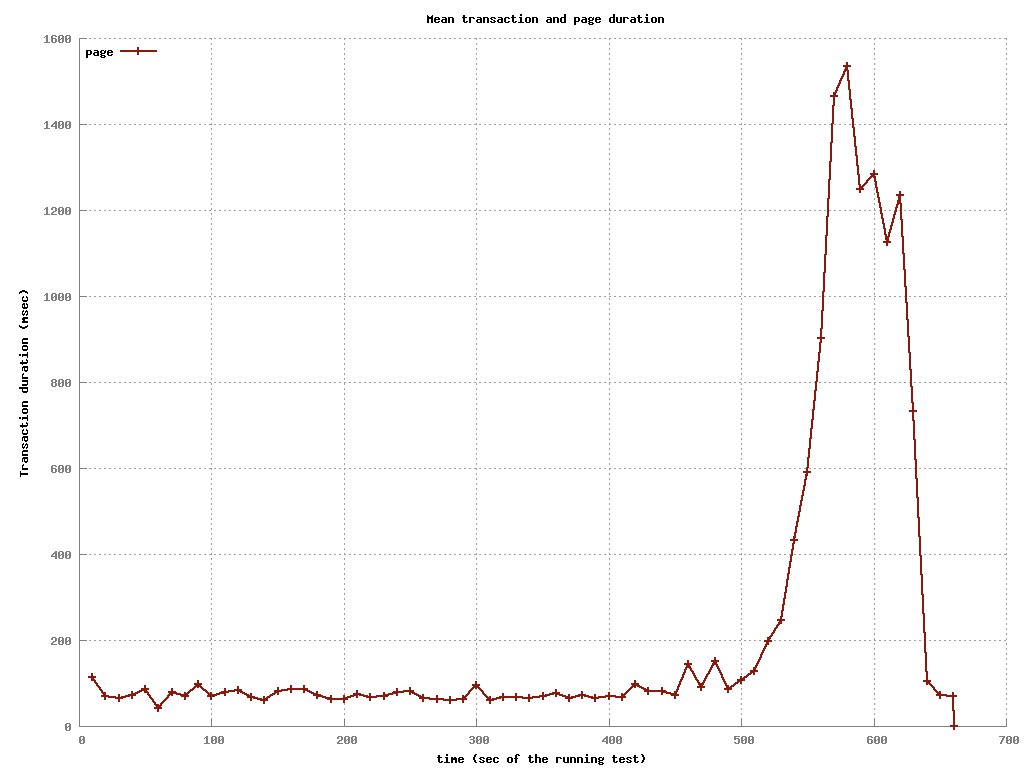 Mean transaction and page duration
1600
page
1400
1200
1000
800
600
400
200
0
Transaction duration (msec)
0 100 200 300 400 500 600 700
time (sec of the running test)